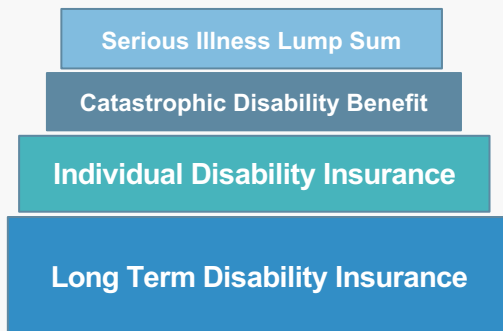 Serious Illness Lump Sum
Catastrophic Disability Benefit
Individual Disability Insurance
Long Term Disability Insurance